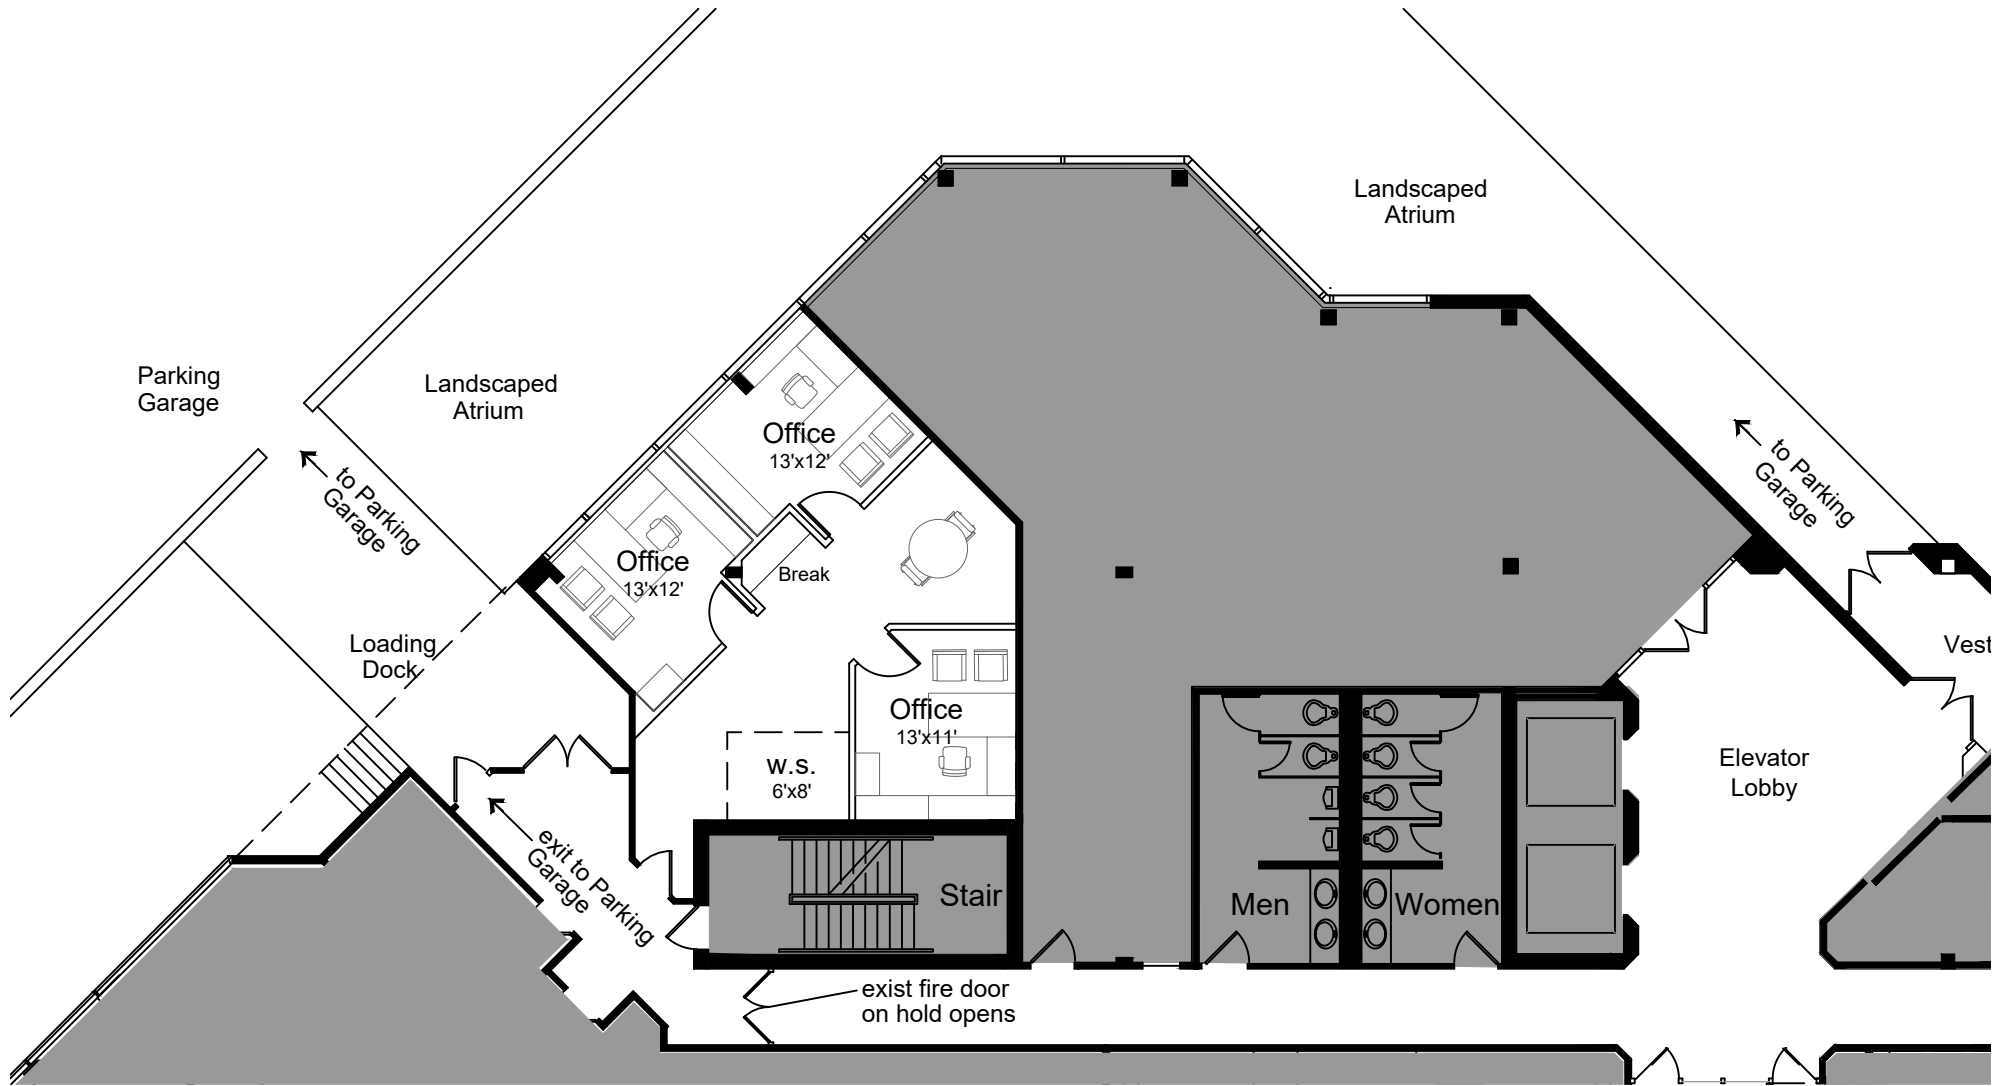 Landscaped
Atrium
Parking
Garage
Landscaped
Atrium
to Parking
Garage
Office
13'x12'
to Parking
Garage
Office
13'x12'
Break
Loading
Dock
Vest
Office
13'x11'
W.S.
6'x8'
Elevator
Lobby
exit to Parking
Garage
Stair
Men
Women
exist fire door
on hold opens